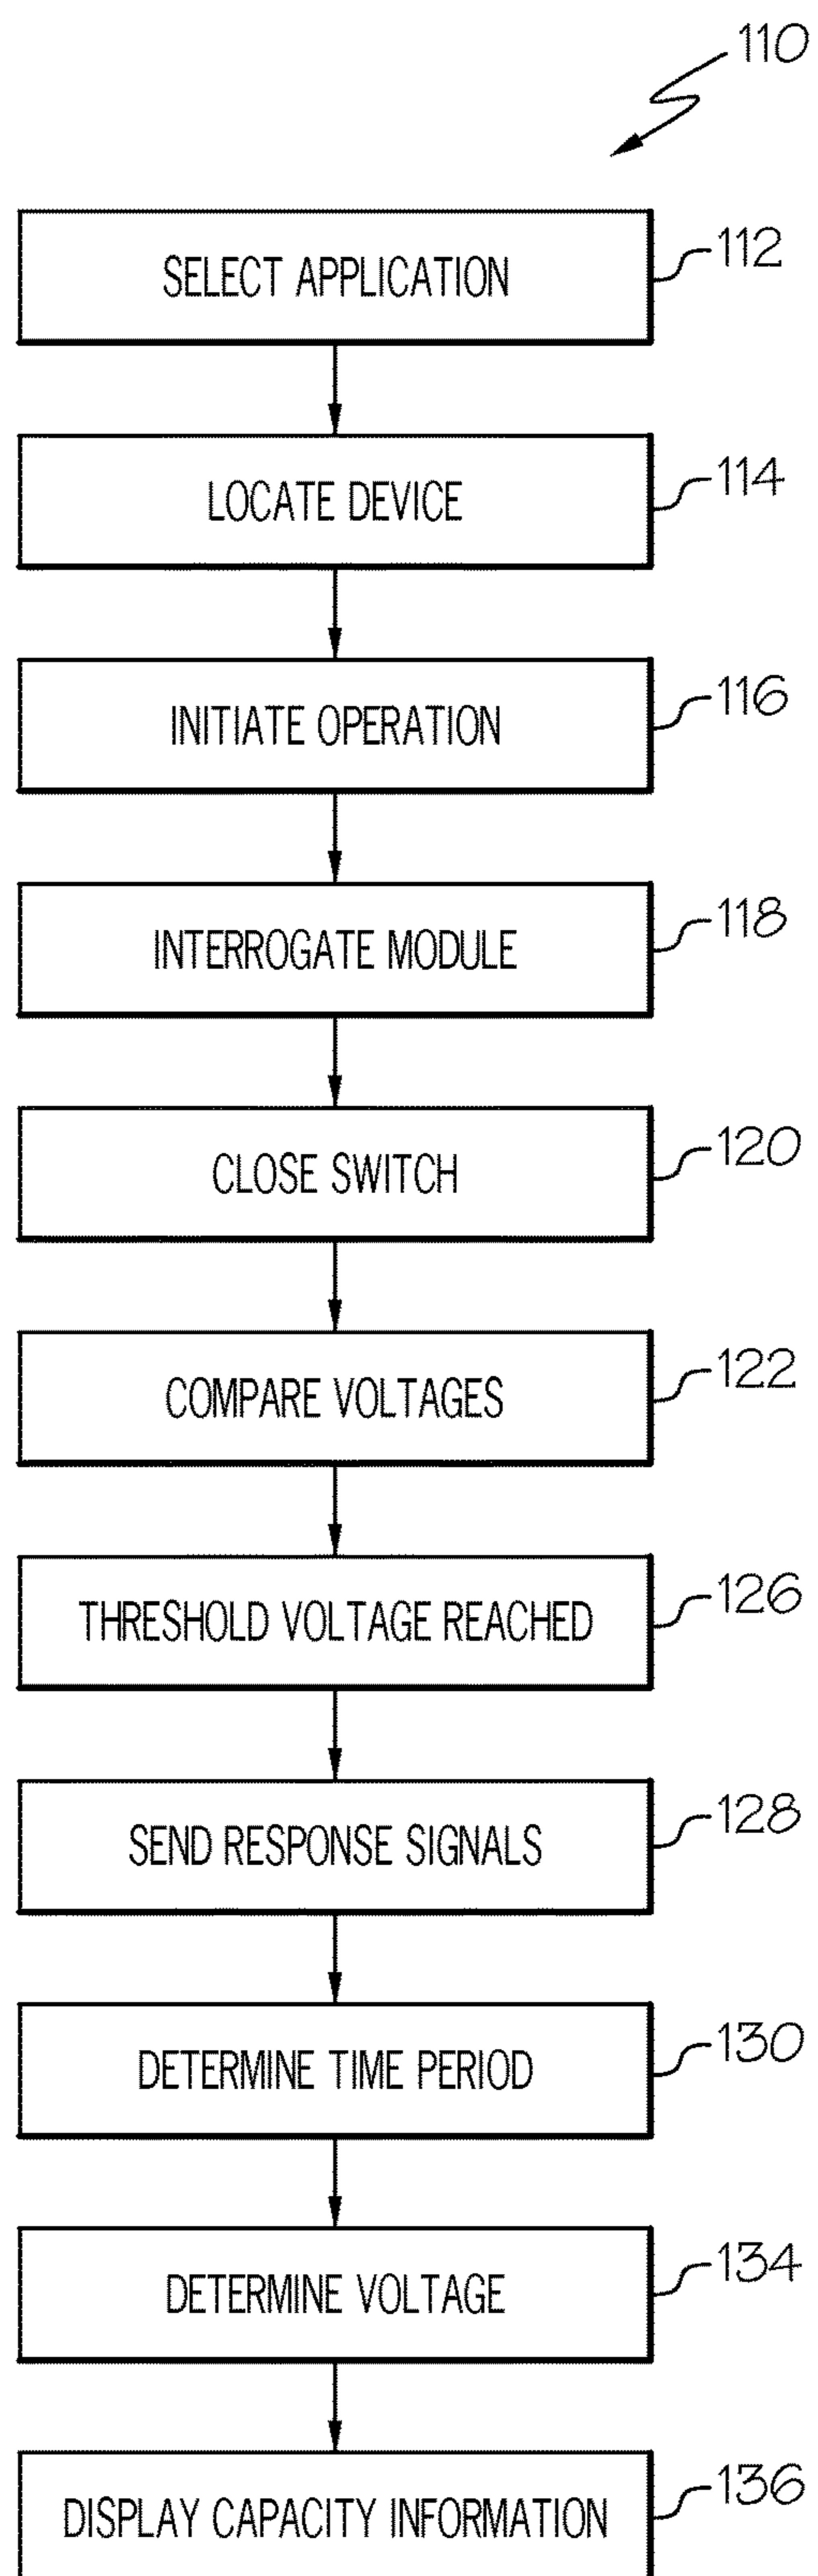 110
SELECT APPLICATION
112
LOCATE DEVICE
114
INITIATE OPERATION
116
INTERROGATE MODULE
118
CLOSE SWITCH
120
COMPARE VOLTAGES
122
THRESHOLD VOLTAGE REACHED
126
SEND RESPONSE SIGNALS
128
DETERMINE TIME PERIOD
130
DETERMINE VOLTAGE
134
DISPLAY CAPACITY INFORMATION
136